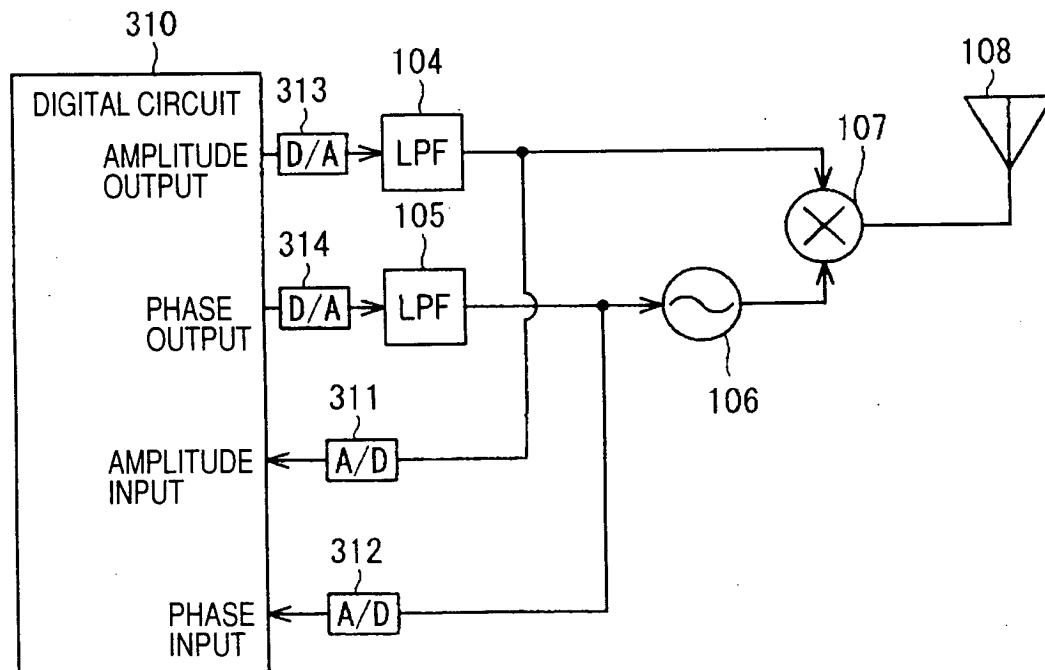 310
DIGITAL CIRCUIT
313
104
108
AMPLITUDE
OUTPUT
D/A
LPF
107
314
105
PHASE
OUTPUT
D/A
LPF
106
311
AMPLITUDE
INPUT
A/D
312
PHASE
INPUT
A/D